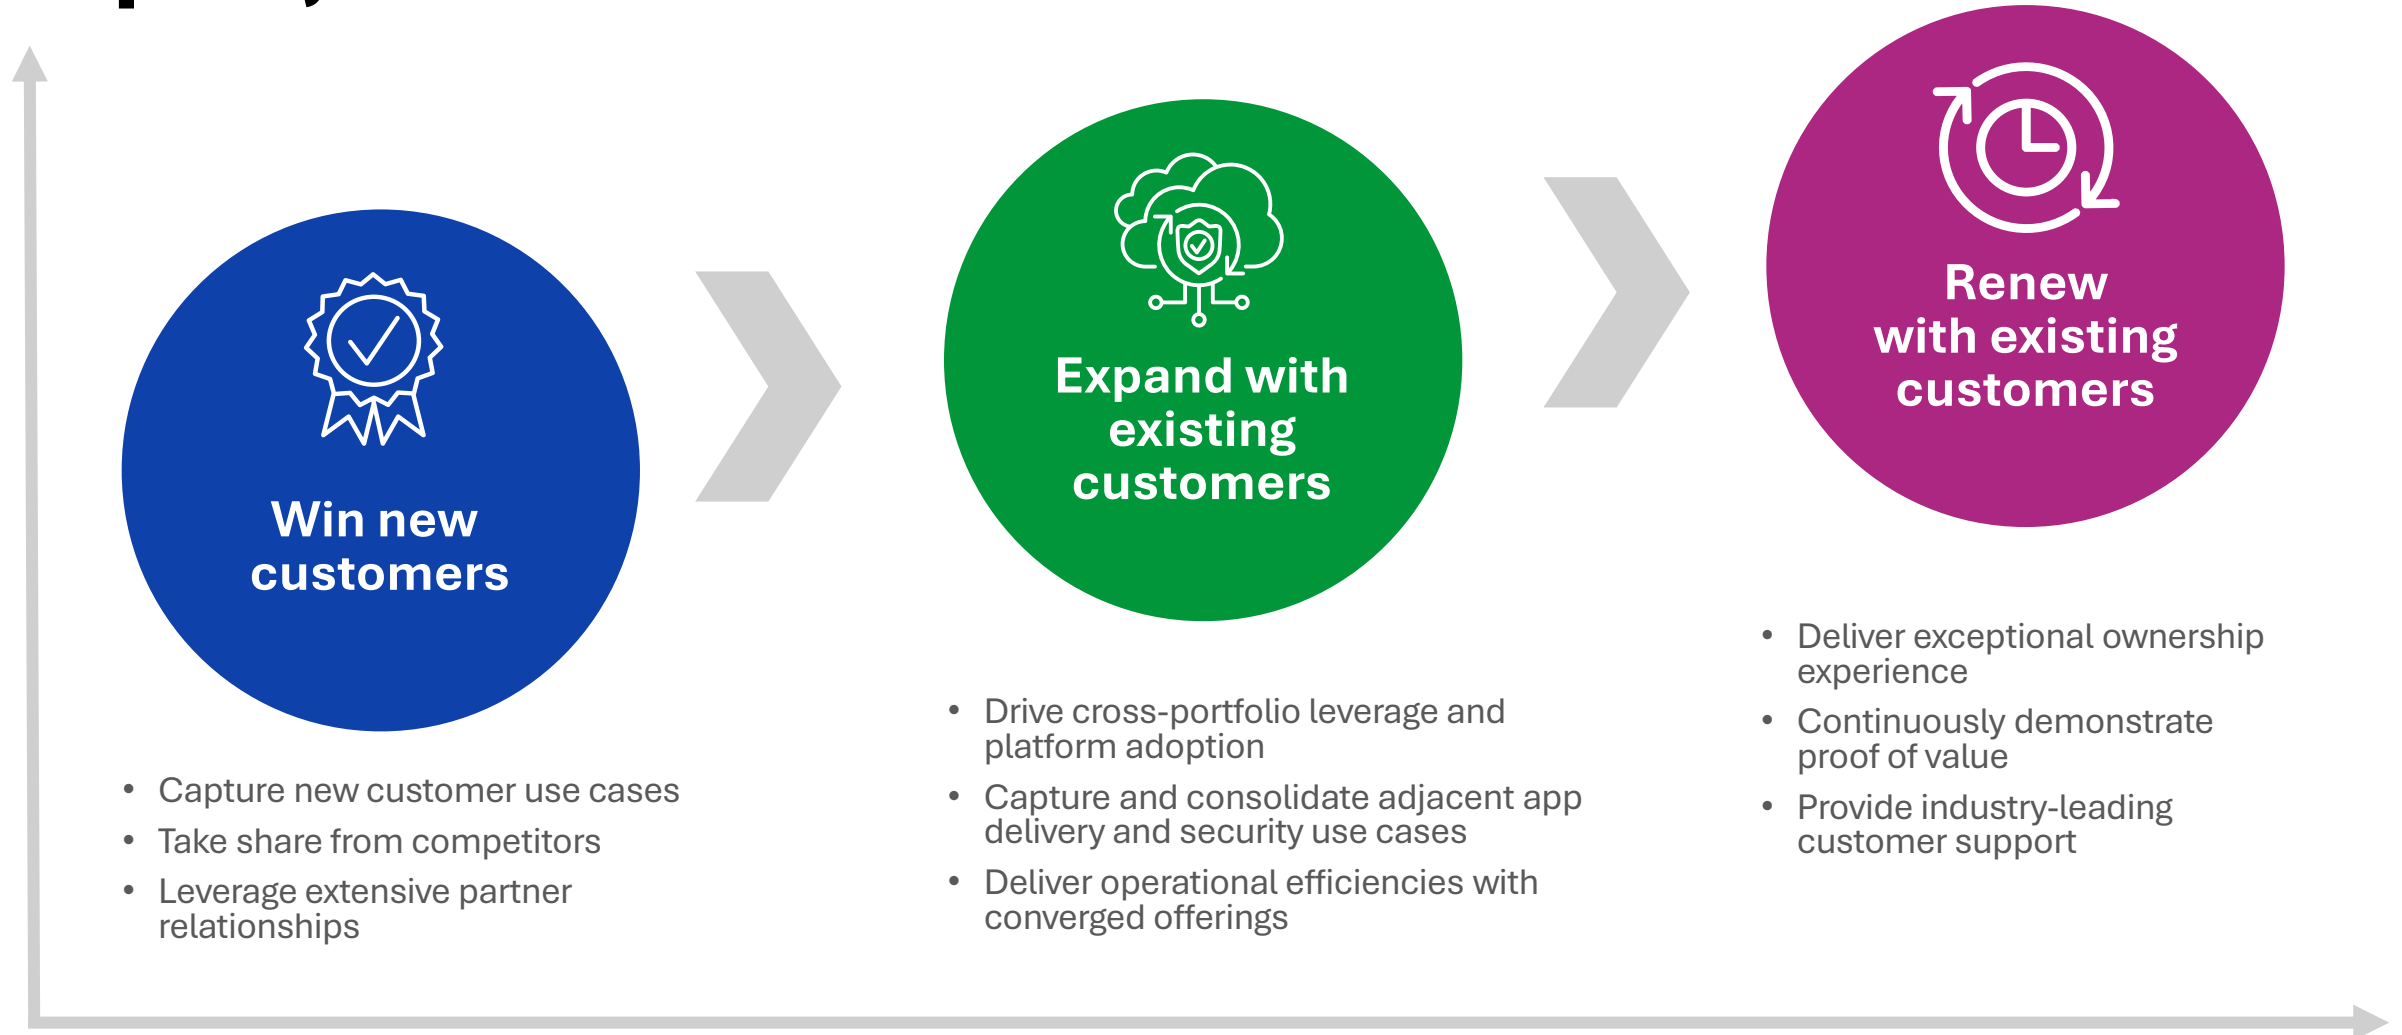 Win new
customers
• Capture new customer use cases
• Take share from competitors
• Leverage extensive partner
relationships
Expand with
existing
customers
• Drive cross-portfolio leverage and
platform adoption
• Capture and consolidate adjacent app
delivery and security use cases
• Deliver operational efficiencies with
converged offerings
Renew
with existing
customers
• Deliver exceptional ownership
experience
• Continuously demonstrate
proof of value
• Provide industry-leading
customer support